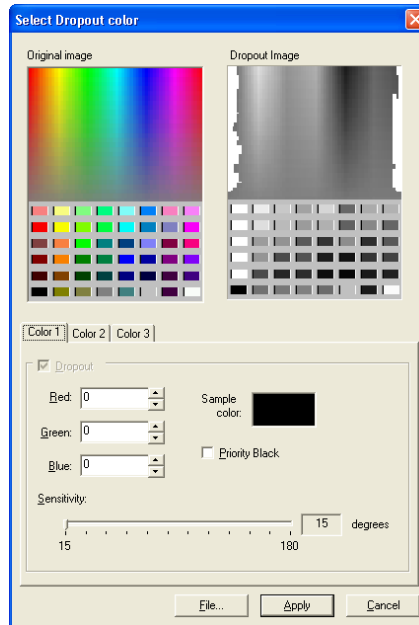 Select Dropout color
Original image
Dropout Image
Color 1 Color 2 Color 3
Dropout
Red: 0
Sample color:
Green: 0
Priority Black
Blue: 0
Sensitivity:
15 degrees
15 180
File... Apply Cancel